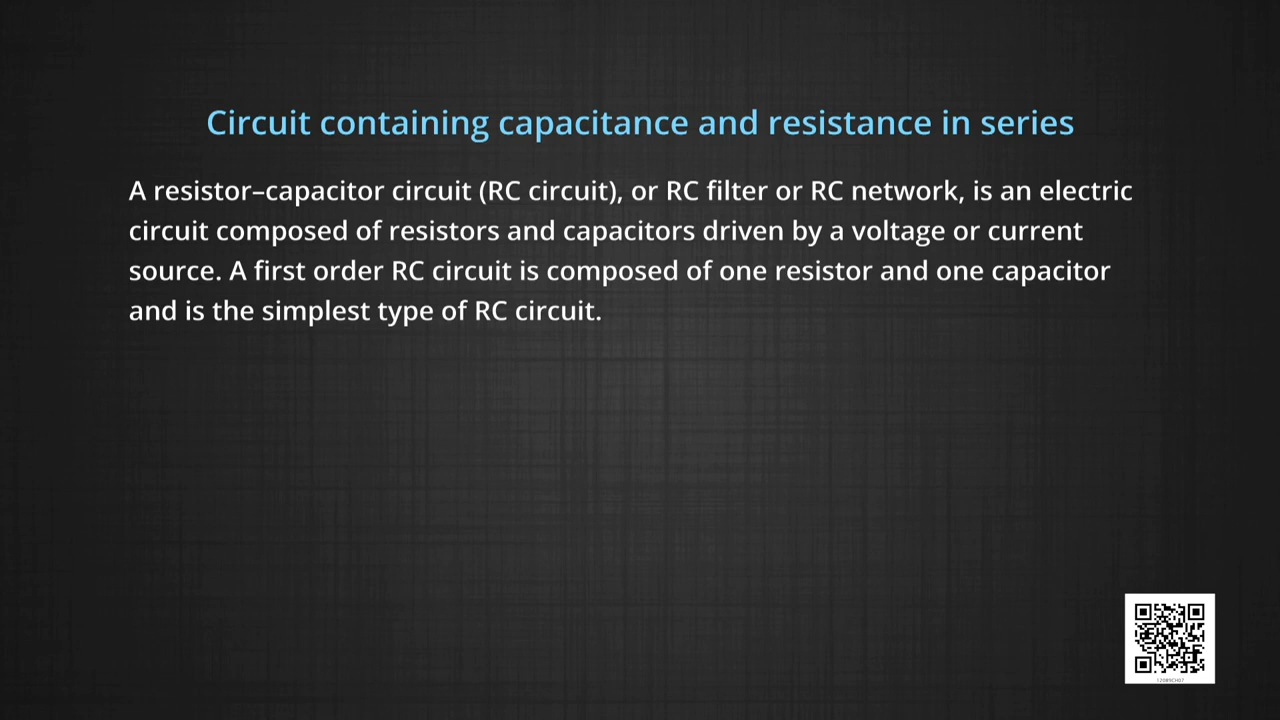 Circuit containing capacitance and resistance in series
A resistor–capacitor circuit (RC circuit), or RC filter or RC network, is an electric
circuit composed of resistors and capacitors driven by a voltage or current
source. A first order RC circuit is composed of one resistor and one capacitor
and is the simplest type of RC circuit.
12089CH07